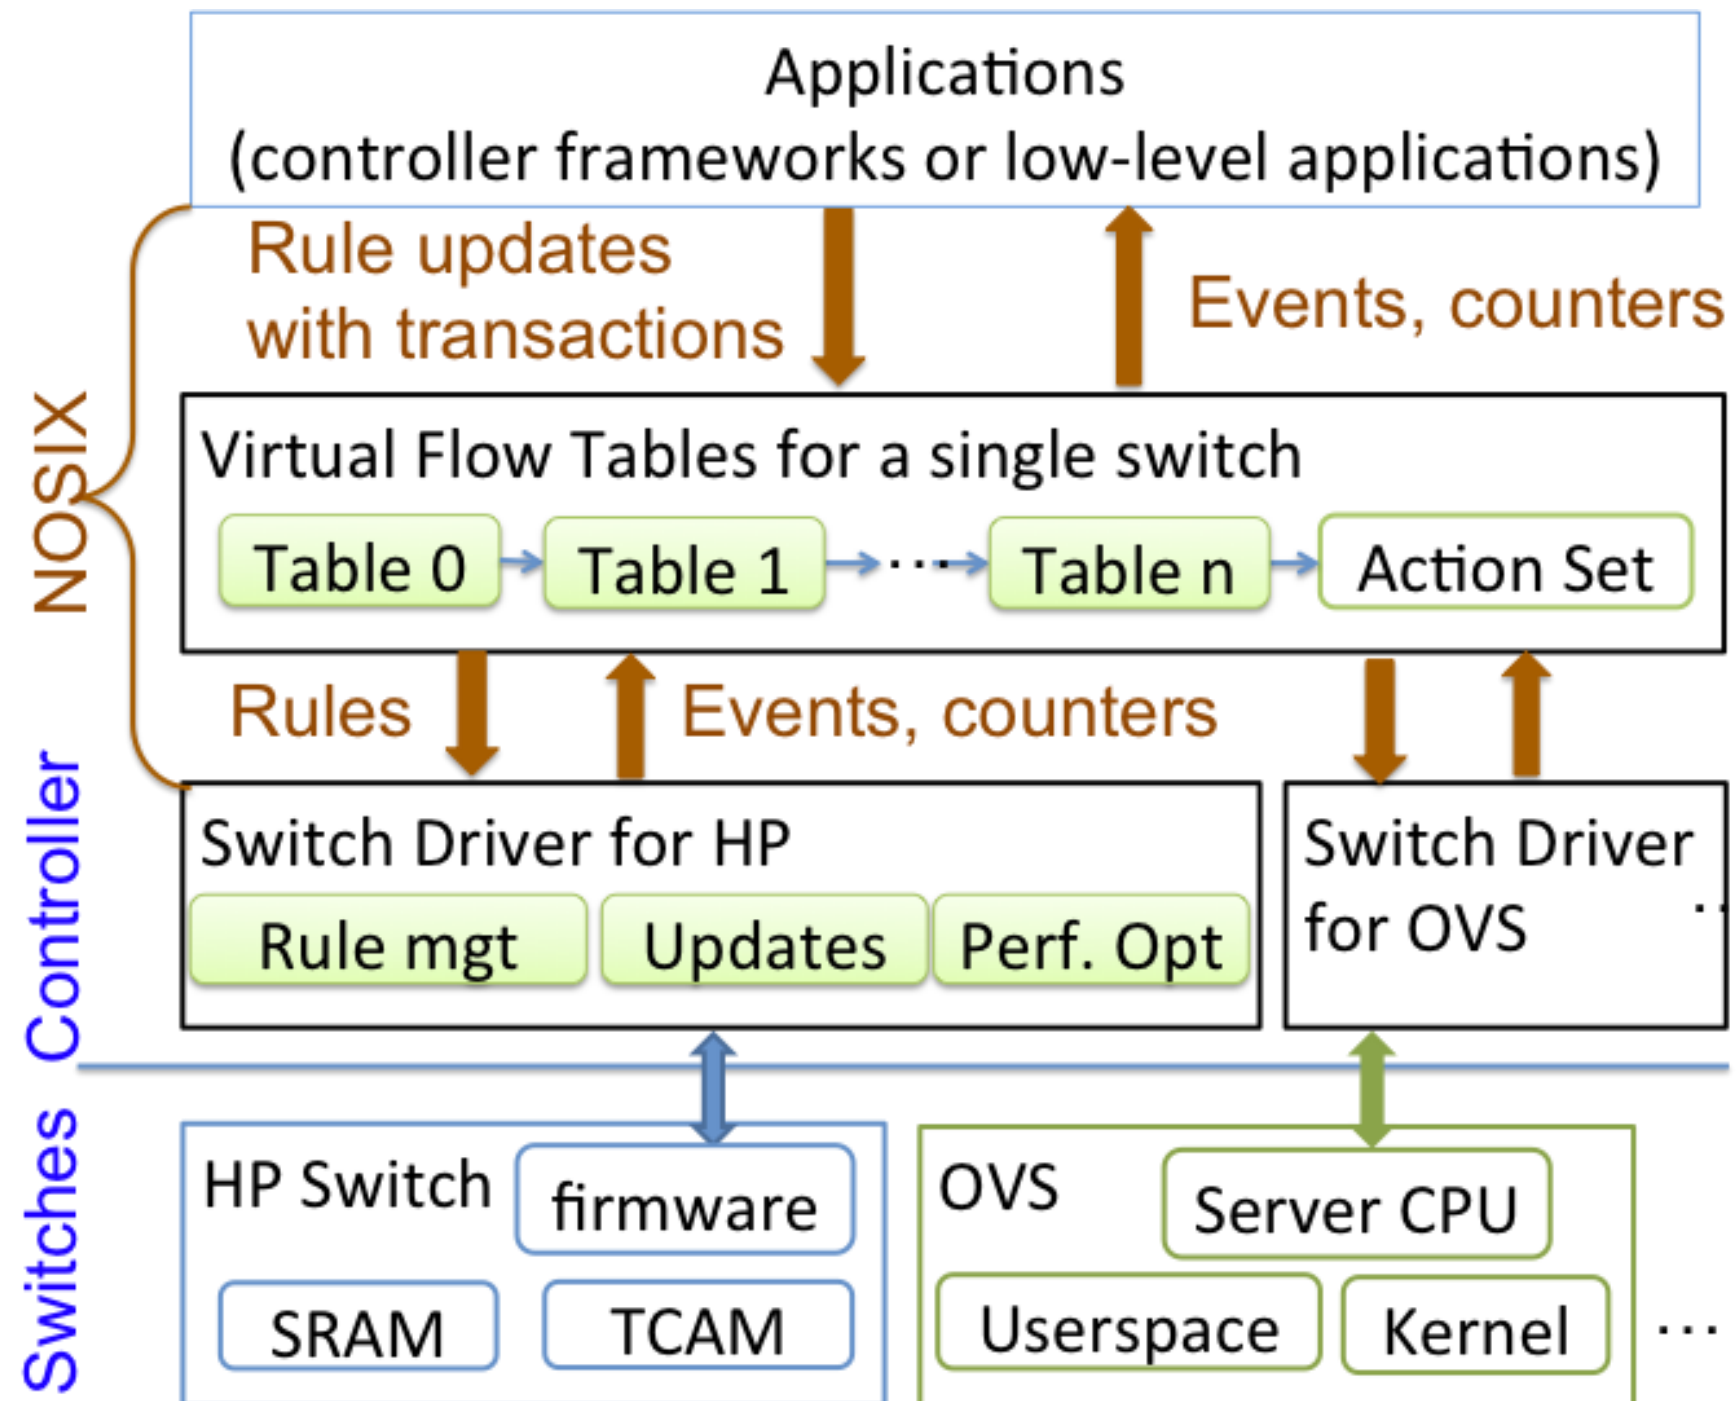 Applications
(controller frameworks or low-level applications)
Rule updates
with transactions
Events, counters
NOSIX
Virtual Flow Tables for a single switch
Table 0
Table 1
...
Table n
Action Set
Rules
Events, counters
Controller
Switch Driver for HP
Rule mgt
Updates
Perf. Opt
Switch Driver
for OVS
..
Switches
HP Switch
firmware
SRAM
TCAM
OVS
Server CPU
Userspace
Kernel
...